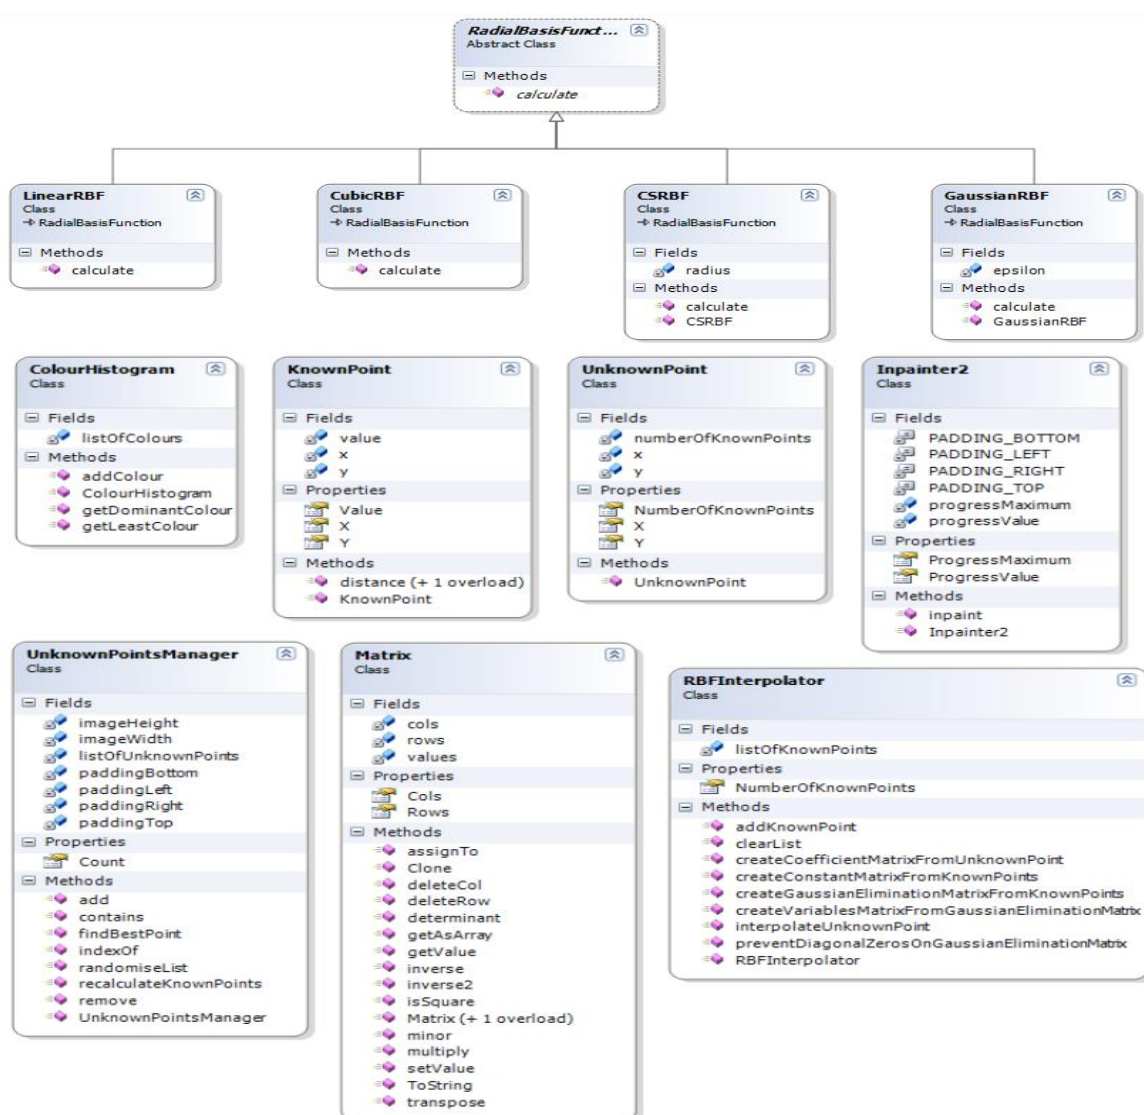 RadialBasisFunct...
Abstract Class
Methods
calculate
LinearRBF
Class
RadialBasisFunction
Methods
calculate
CubicRBF
Class
RadialBasisFunction
Methods
calculate
CSRBF
Class
RadialBasisFunction
Fields
radius
Methods
calculate
CSRBF
GaussianRBF
Class
RadialBasisFunction
Fields
epsilon
Methods
calculate
GaussianRBF
ColourHistogram
Class
Fields
listOfColours
Methods
addColour
ColourHistogram
getDominantColour
getLeastColour
KnownPoint
Class
Fields
value
x
y
Properties
Value
X
Y
Methods
distance (+ 1 overload)
KnownPoint
UnknownPoint
Class
Fields
numberOfKnownPoints
x
y
Properties
NumberOfKnownPoints
X
Y
Methods
UnknownPoint
Inpainter2
Class
Fields
PADDING_BOTTOM
PADDING_LEFT
PADDING_RIGHT
PADDING_TOP
progressMaximum
progressValue
Properties
ProgressMaximum
ProgressValue
Methods
inpaint
Inpainter2
UnknownPointsManager
Class
Fields
imageHeight
imageWidth
listOfUnknownPoints
paddingBottom
paddingLeft
paddingRight
paddingTop
Properties
Count
Methods
add
contains
findBestPoint
indexOf
randomiseList
recalculateKnownPoints
remove
UnknownPointsManager
Matrix
Class
Fields
cols
rows
values
Properties
Cols
Rows
Methods
assignTo
Clone
deleteCol
deleteRow
determinant
getAsArray
getValue
inverse
inverse2
isSquare
Matrix (+ 1 overload)
minor
multiply
setValue
ToString
transpose
RBFInterpolator
Class
Fields
listOfKnownPoints
Properties
NumberOfKnownPoints
Methods
addKnownPoint
clearList
createCoefficientMatrixFromUnknownPoint
createConstantMatrixFromKnownPoints
createGaussianEliminationMatrixFromKnownPoints
createVariablesMatrixFromGaussianEliminationMatrix
interpolateUnknownPoint
preventDiagonalZerosOnGaussianEliminationMatrix
RBFInterpolator